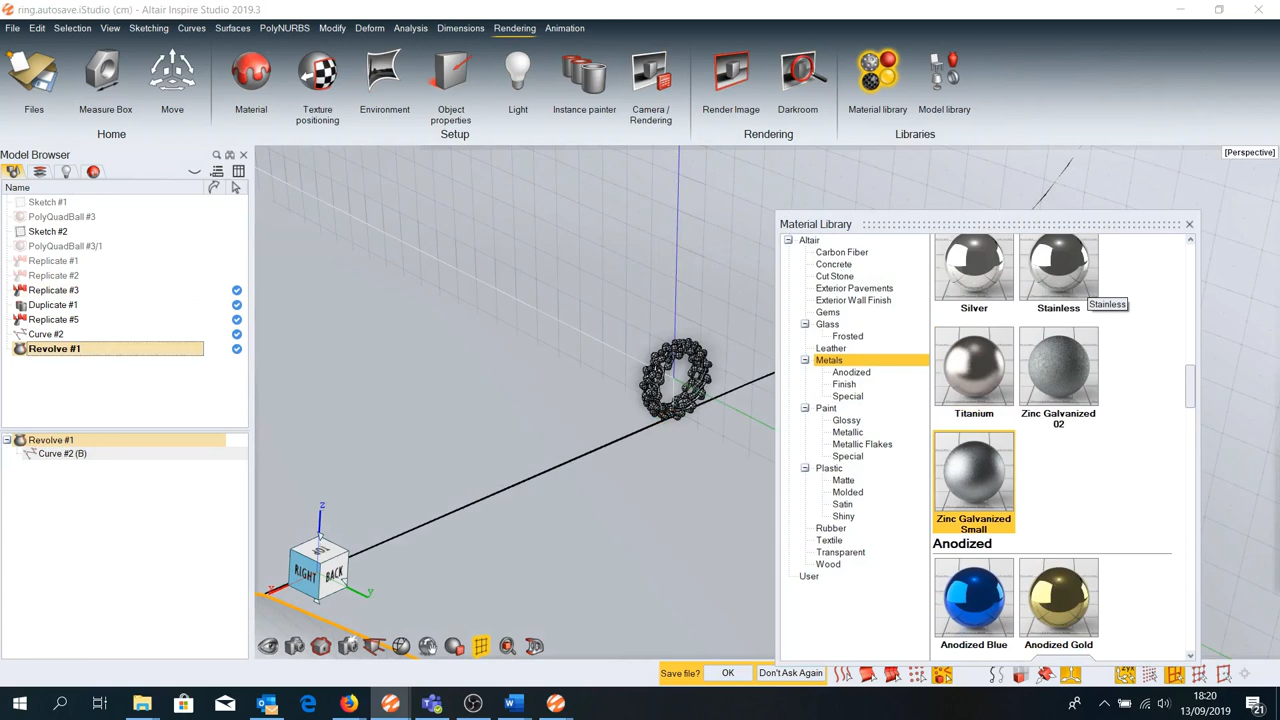 ring.autosave.iStudio (cm) - Altair Inspire Studio 2019.3
File Edit Selection View Sketching Curves Surfaces PolyNURBS Modify Deform Analysis Dimensions Rendering Animation
Files Measure Box Move Material Texture positioning Environment Object properties Light Instance painter Camera / Rendering Render Image Darkroom Material library Model library
Home Setup Rendering Libraries
Model Browser
[Perspective]
Name
Sketch #1
PolyQuadBall #3
Sketch #2
PolyQuadBall #3/1
Replicate #1
Replicate #2
Replicate #3
Duplicate #1
Replicate #5
Curve #2
Revolve #1
Revolve #1
Curve #2 (B)
z
RIGHT BACK
x y
Material Library
Altair
Carbon Fiber
Concrete
Cut Stone
Exterior Pavements
Exterior Wall Finish
Gems
Glass
Frosted
Leather
Metals
Anodized
Finish
Special
Paint
Glossy
Metallic
Metallic Flakes
Special
Plastic
Matte
Molded
Satin
Shiny
Rubber
Textile
Transparent
Wood
User
Silver Stainless
Stainless
Titanium Zinc Galvanized 02
Zinc Galvanized Small
Anodized
Anodized Blue Anodized Gold
Save file? OK Don't Ask Again
18:20
13/09/2019
21